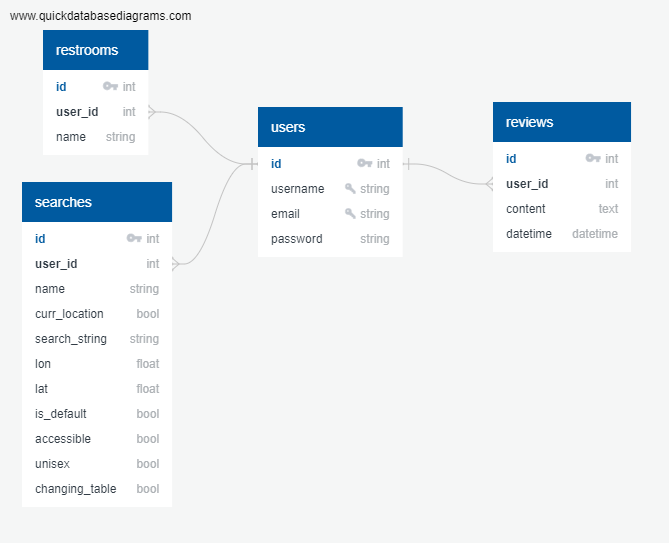 www.quickdatabasediagrams.com
restrooms
id int
user_id int
name string
searches
id int
user_id int
name string
curr_location bool
search_string string
lon float
lat float
is_default bool
accessible bool
unisex bool
changing_table bool
users
id int
username string
email string
password string
reviews
id int
user_id int
content text
datetime datetime